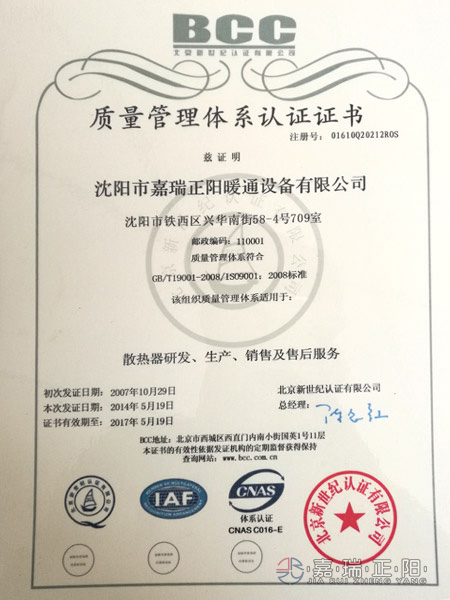 BCC
北京新世纪认证有限公司
质量管理体系认证证书
注册号：01610Q20212R0S
兹证明
沈阳市嘉瑞正阳暖通设备有限公司
沈阳市铁西区兴华南街58-4号709室
邮政编码：110001
质量管理体系符合
GB/T19001-2008/ISO9001：2008标准
该组织质量管理体系适用于：
散热器研发、生产、销售及售后服务
初次发证日期：2007年10月29日
本次发证日期：2014年5月19日
证书有效期至：2017年5月19日
北京新世纪认证有限公司
总经理：
BCC地址：北京市西城区西直门内南小街国英1号11层
本证书的有效性依据发证机构的定期监督获得保持
查询网站：www.bcc.com.cn
IAF
CNAS
体系认证
CNAS C016-E
北京新世纪认证有限公司
嘉·瑞·正·阳
JIA RUI ZHENG YANG